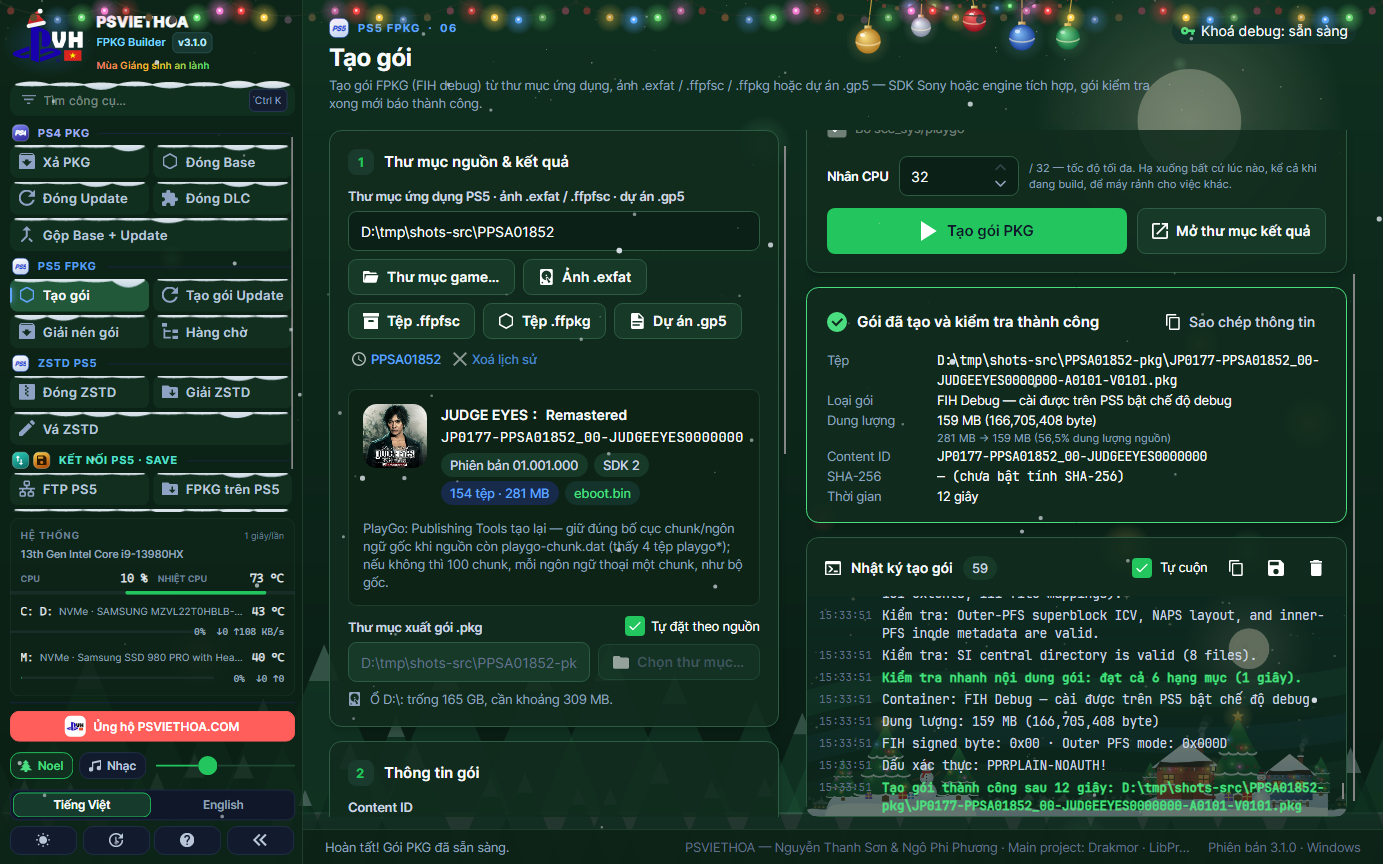 PSVIETHOA
FPKG Builder v3.1.0
Mùa Giáng sinh an lành
Tìm công cụ... Ctrl K
PS4 PKG
Xả PKG
Đóng Base
Đóng Update
Đóng DLC
Gộp Base + Update
PS5 FPKG
Tạo gói
Tạo gói Update
Giải nén gói
Hàng chờ
ZSTD PS5
Đóng ZSTD
Giải ZSTD
Vá ZSTD
KẾT NỐI PS5 · SAVE
FTP PS5
FPKG trên PS5
HỆ THỐNG 1 giây/lần
13th Gen Intel Core i9-13980HX
CPU 10 % NHIỆT CPU 73 °C
C: D: NVMe · SAMSUNG MZVL22T0HBLB-... 43 °C
0% ↓0 ↑108 KB/s
M: NVMe · Samsung SSD 980 PRO with Hea... 40 °C
0% ↓0 ↑0
Ủng hộ PSVIETHOA.COM
Noel
Nhạc
Tiếng Việt
English
PS5 FPKG · 06
Tạo gói
Tạo gói FPKG (FIH debug) từ thư mục ứng dụng, ảnh .exfat / .ffpfsc / .ffpkg hoặc dự án .gp5 — SDK Sony hoặc engine tích hợp, gói kiểm tra
xong mới báo thành công.
Khoá debug: sẵn sàng
1 Thư mục nguồn & kết quả
Thư mục ứng dụng PS5 · ảnh .exfat / .ffpfsc · dự án .gp5
D:\tmp\shots-src\PPSA01852
Thư mục game...
Ảnh .exfat
Tệp .ffpfsc
Tệp .ffpkg
Dự án .gp5
PPSA01852
Xoá lịch sử
JUDGE EYES： Remastered
JP0177-PPSA01852_00-JUDGEEYES0000000
Phiên bản 01.001.000
SDK 2
154 tệp · 281 MB
eboot.bin
PlayGo: Publishing Tools tạo lại — giữ đúng bố cục chunk/ngôn
ngữ gốc khi nguồn còn playgo-chunk.dat (thấy 4 tệp playgo*);
nếu không thì 100 chunk, mỗi ngôn ngữ thoại một chunk, như bộ
gốc.
Thư mục xuất gói .pkg
Tự đặt theo nguồn
D:\tmp\shots-src\PPSA01852-pk
Chọn thư mục...
Ổ D:\: trống 165 GB, cần khoảng 309 MB.
2 Thông tin gói
Content ID
Bỏ sce_sys/playgo
Nhân CPU
32
/ 32 — tốc độ tối đa. Hạ xuống bất cứ lúc nào, kể cả khi
đang build, để máy rảnh cho việc khác.
Tạo gói PKG
Mở thư mục kết quả
Gói đã tạo và kiểm tra thành công
Sao chép thông tin
Tệp D:\tmp\shots-src\PPSA01852-pkg\JP0177-PPSA01852_00-
JUDGEEYES0000000-A0101-V0101.pkg
Loại gói FIH Debug — cài được trên PS5 bật chế độ debug
Dung lượng 159 MB (166,705,408 byte)
281 MB → 159 MB (56,5% dung lượng nguồn)
Content ID JP0177-PPSA01852_00-JUDGEEYES0000000
SHA-256 — (chưa bật tính SHA-256)
Thời gian 12 giây
Nhật ký tạo gói 59
Tự cuộn
15:33:51 Kiểm tra: Outer-PFS superblock ICV, NAPS layout, and inner-
PFS inode metadata are valid.
15:33:51 Kiểm tra: SI central directory is valid (8 files).
15:33:51 Kiểm tra nhanh nội dung gói: đạt cả 6 hạng mục (1 giây).
15:33:51 Container: FIH Debug — cài được trên PS5 bật chế độ debug
15:33:51 Dung lượng: 159 MB (166,705,408 byte)
15:33:51 FIH signed byte: 0x00 · Outer PFS mode: 0x000D
15:33:51 Dấu xác thực: PPRPLAIN-NOAUTH!
15:33:51 Tạo gói thành công sau 12 giây: D:\tmp\shots-src\PPSA01852-
pkg\JP0177-PPSA01852_00-JUDGEEYES0000000-A0101-V0101.pkg
Hoàn tất! Gói PKG đã sẵn sàng.
PSVIETHOA — Nguyễn Thanh Sơn & Ngô Phi Phương · Main project: Drakmor · LibPr...
Phiên bản 3.1.0 · Windows